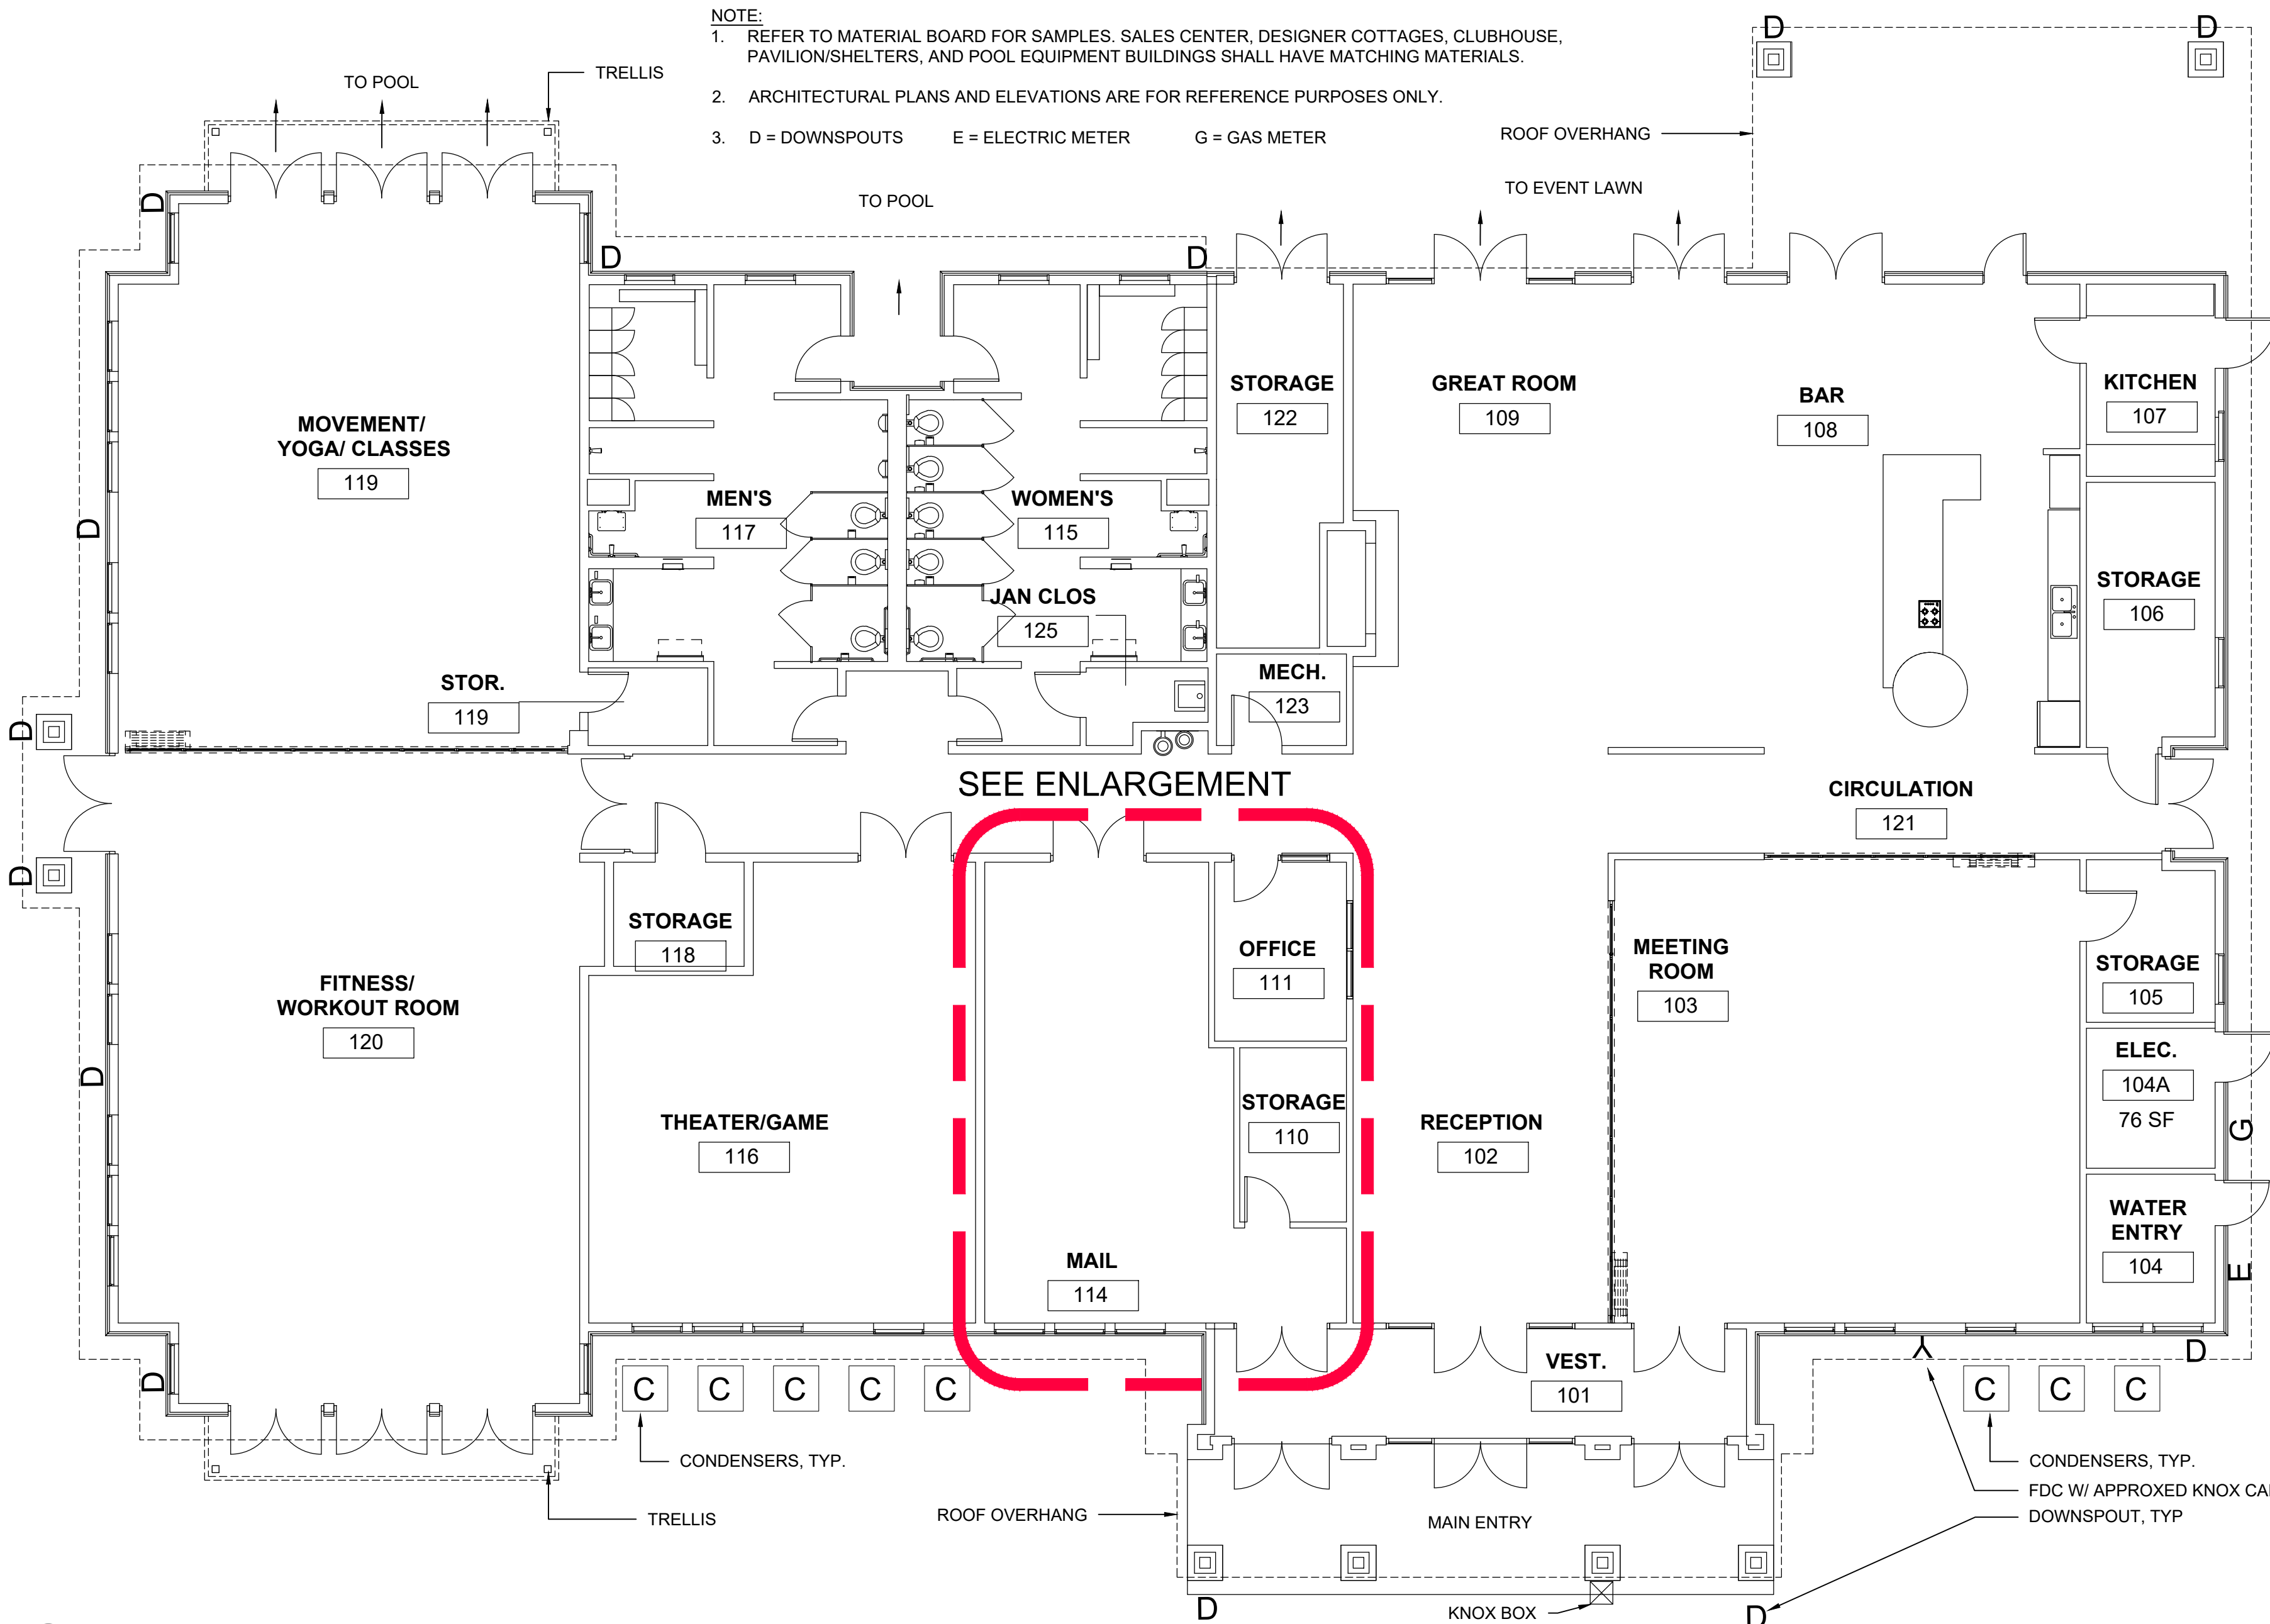 NOTE:
1. REFER TO MATERIAL BOARD FOR SAMPLES. SALES CENTER, DESIGNER COTTAGES, CLUBHOUSE,
PAVILION/SHELTERS, AND POOL EQUIPMENT BUILDINGS SHALL HAVE MATCHING MATERIALS.
2. ARCHITECTURAL PLANS AND ELEVATIONS ARE FOR REFERENCE PURPOSES ONLY.
3. D = DOWNSPOUTS E = ELECTRIC METER G = GAS METER
D
D
TRELLIS
TO POOL
ROOF OVERHANG
TO EVENT LAWN
TO POOL
D
D
D
STORAGE
122
GREAT ROOM
109
BAR
108
KITCHEN
107
MOVEMENT/
YOGA/ CLASSES
119
D
MEN'S
117
WOMEN'S
115
JAN CLOS
125
STORAGE
106
STOR.
119
MECH.
123
D
SEE ENLARGEMENT
CIRCULATION
121
D
STORAGE
118
OFFICE
111
MEETING
ROOM
103
STORAGE
105
FITNESS/
WORKOUT ROOM
120
D
ELEC.
104A
76 SF
G
THEATER/GAME
116
STORAGE
110
RECEPTION
102
WATER
ENTRY
104
E
MAIL
114
D
VEST.
101
Y
D
C
C
C
C
C
C
C
C
CONDENSERS, TYP.
CONDENSERS, TYP.
FDC W/ APPROXED KNOX CA
DOWNSPOUT, TYP
TRELLIS
ROOF OVERHANG
MAIN ENTRY
KNOX BOX
D
D